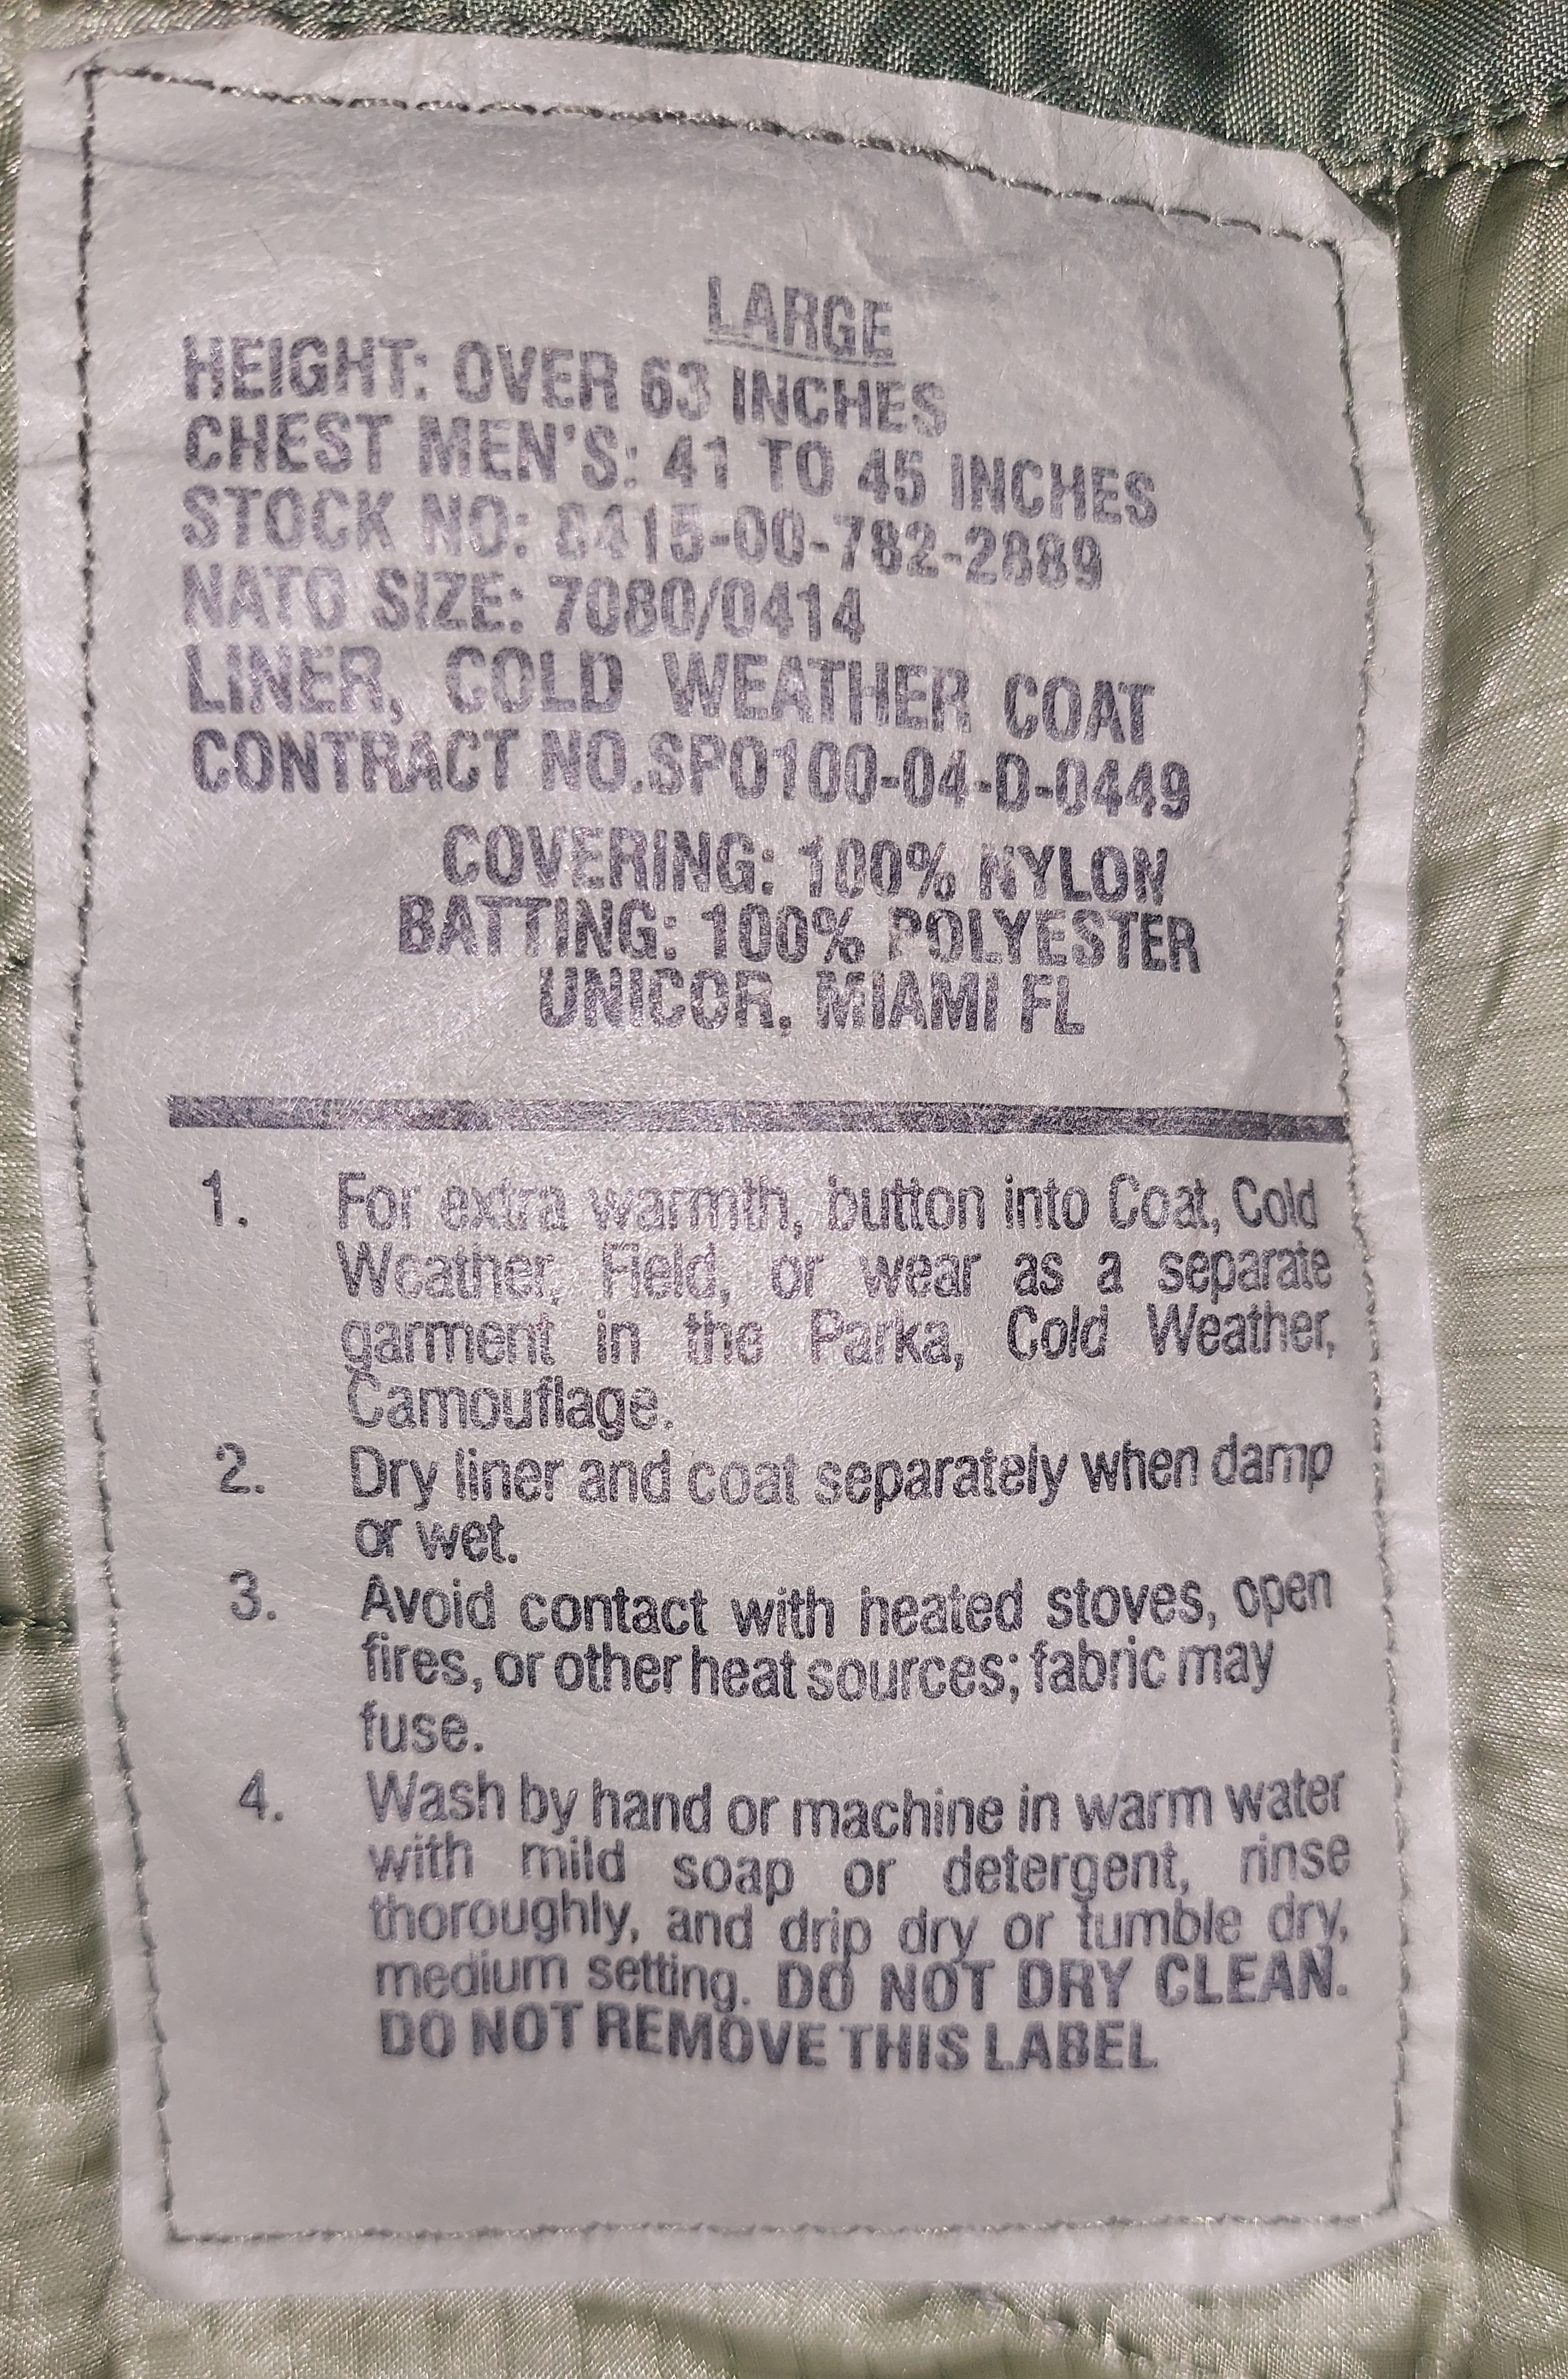 LARGE
HEIGHT: OVER 63 INCHES
CHEST MEN'S: 41 TO 45 INCHES
STOCK NO: 8415-00-782-2889
NATO SIZE: 7080/0414
LINER, COLD WEATHER COAT
CONTRACT NO.SP0100-04-D-0449
COVERING: 100% NYLON
BATTING: 100% POLYESTER
UNICOR, MIAMI FL
1. For extra warmth, button into Coat, Cold
Weather, Field, or wear as a separate
garment in the Parka, Cold Weather,
Camouflage.
2. Dry liner and coat separately when damp
or wet.
3. Avoid contact with heated stoves, open
fires, or other heat sources; fabric may
fuse.
4. Wash by hand or machine in warm water
with mild soap or detergent, rinse
thoroughly, and drip dry or tumble dry,
medium setting. DO NOT DRY CLEAN.
DO NOT REMOVE THIS LABEL